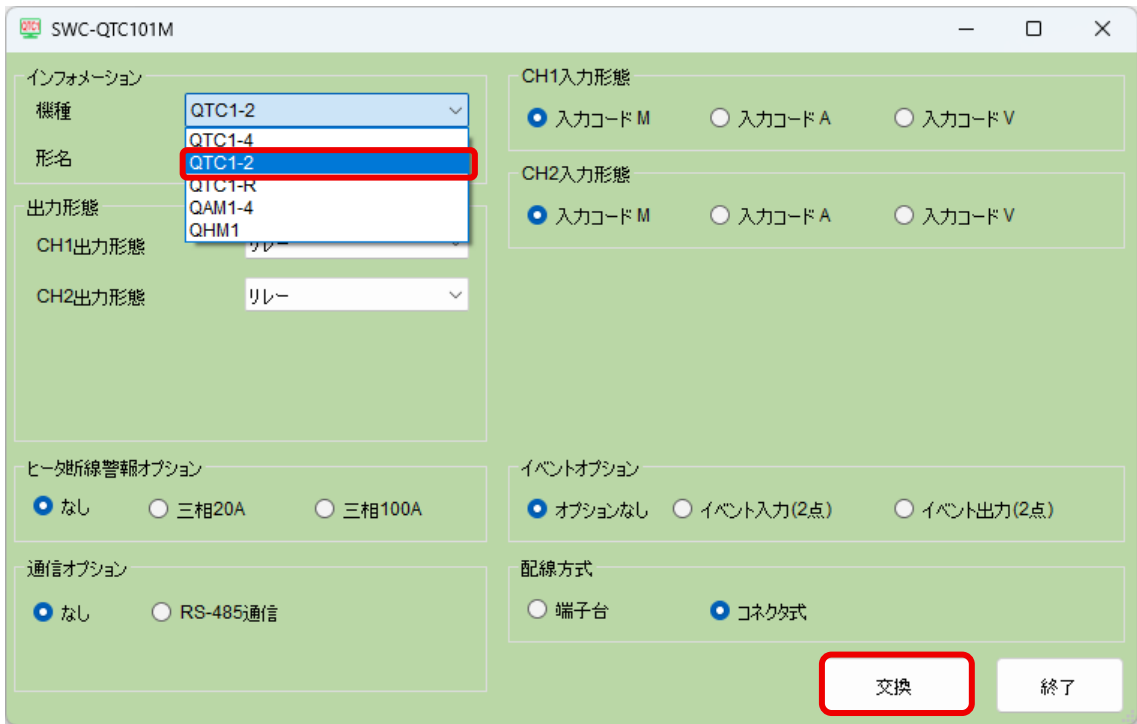 QTC1 SWC-QTC101M
インフォメーション
機種 QTC1-2
QTC1-4
形名 QTC1-2
QTC1-R
QAM1-4
QHM1
出力形態
CH1出力形態 リレー
CH2出力形態 リレー
CH1入力形態
入力コード M 入力コード A 入力コード V
CH2入力形態
入力コード M 入力コード A 入力コード V
ヒータ断線警報オプション
なし 三相20A 三相100A
イベントオプション
オプションなし イベント入力(2点) イベント出力(2点)
通信オプション
なし RS-485通信
配線方式
端子台 コネクタ式
交換 終了